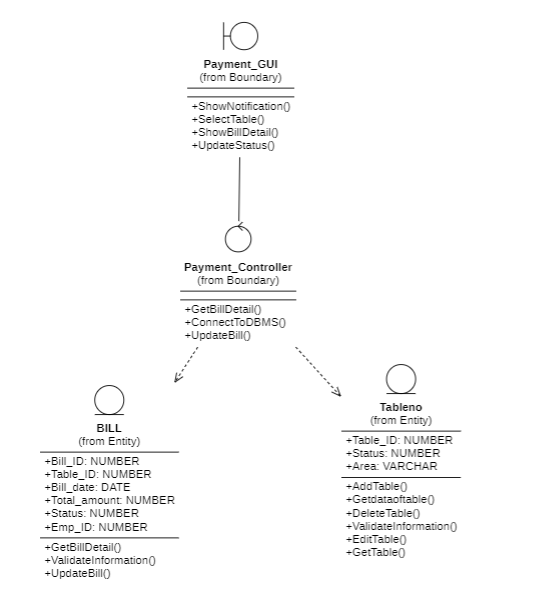 Payment_GUI
(from Boundary)
+ShowNotification()
+SelectTable()
+ShowBillDetail()
+UpdateStatus()
Payment_Controller
(from Boundary)
+GetBillDetail()
+ConnectToDBMS()
+UpdateBill()
BILL
(from Entity)
+Bill_ID: NUMBER
+Table_ID: NUMBER
+Bill_date: DATE
+Total_amount: NUMBER
+Status: NUMBER
+Emp_ID: NUMBER
+GetBillDetail()
+ValidateInformation()
+UpdateBill()
Tableno
(from Entity)
+Table_ID: NUMBER
+Status: NUMBER
+Area: VARCHAR
+AddTable()
+Getdataoftable()
+DeleteTable()
+ValidateInformation()
+EditTable()
+GetTable()